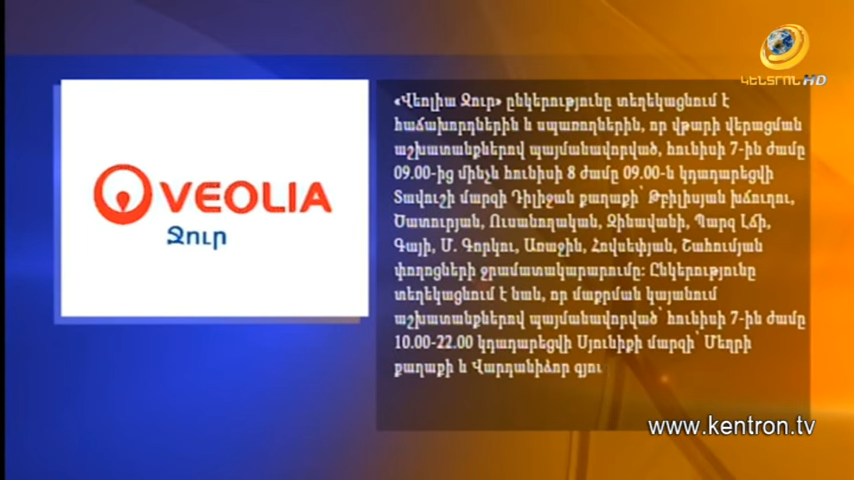 ԿԵՆՏՐՈՆ HD
VEOLIA
Ջուր
«Վեոլիա Ջուր» ընկերությունը տեղեկացնում է
հաճախորդներին և սպառողներին, որ վթարի վերացման
աշխատանքներով պայմանավորված, հունիսի 7-ին ժամը
09.00-ից մինչև հունիսի 8 ժամը 09.00-ն կդադարեցվի
Տավուշի մարզի Դիլիջան քաղաքի՝ Թբիլիսյան խճուղու,
Ծատուրյան, Ուսանողական, Ջինավանի, Պարզ Լճի,
Գայի, Մ. Գորկու, Առաջին, Հովսեփյան, Շահումյան
փողոցների ջրամատակարարումը: Ընկերությունը
տեղեկացնում է նաև, որ մաքրման կայանում
աշխատանքներով պայմանավորված՝ հունիսի 7-ին ժամը
10.00-22.00 կդադարեցվի Սյունիքի մարզի՝ Մեղրի
քաղաքի և Վարդանիձոր գյու
www.kentron.tv